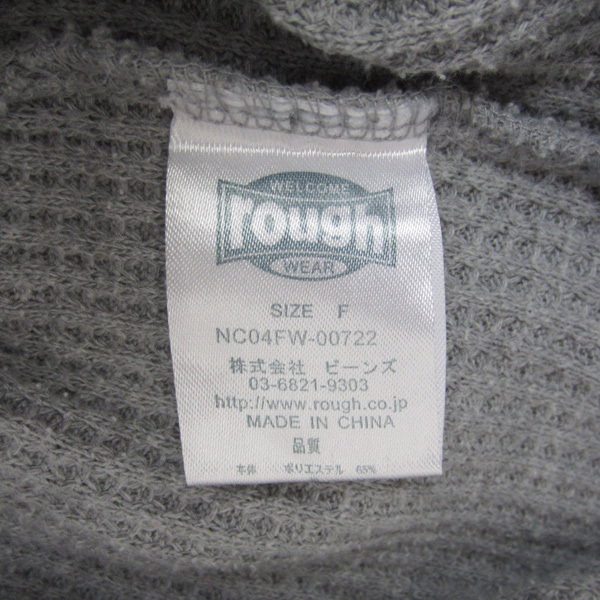 WELCOME
rough
WEAR
SIZE F
NC04FW-00722
株式会社 ビーンズ
03-6821-9303
http://www.rough.co.jp
MADE IN CHINA
品質
本体 ポリエステル 65%